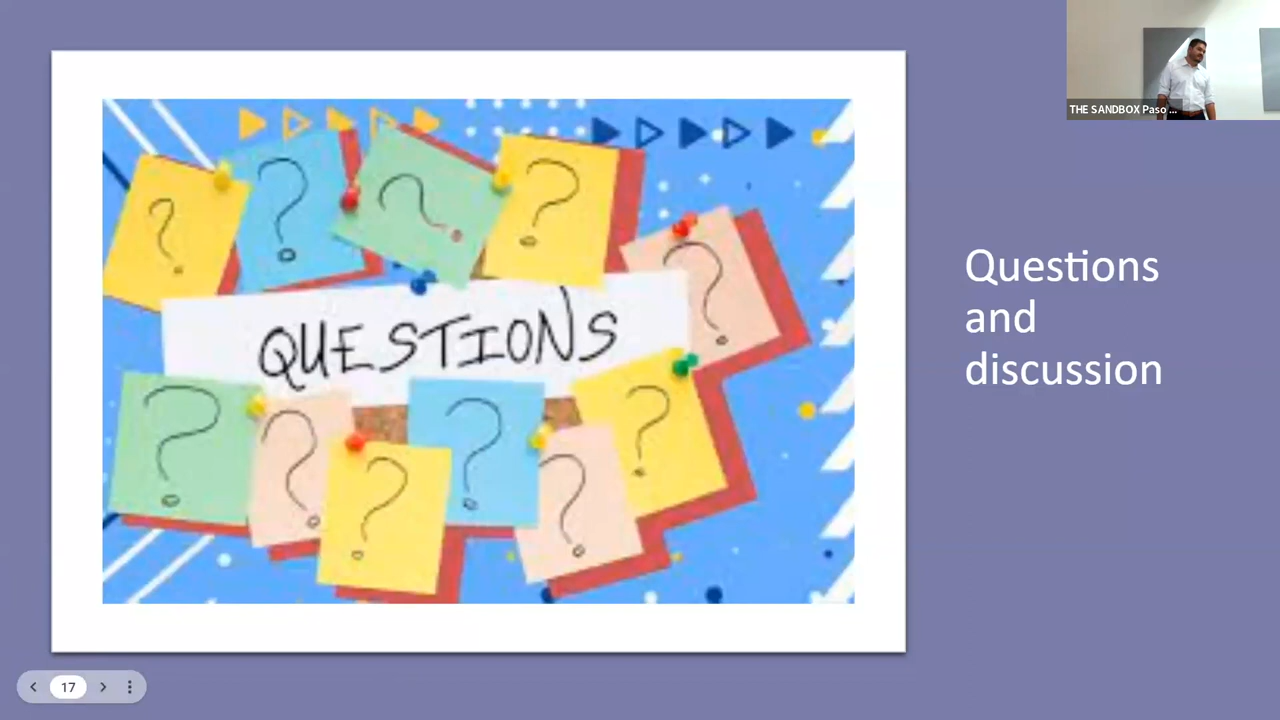 THE SANDBOX Paso ...
? ? ? ?
?
QUESTIONS
? ? ? ? ? ?
Questions
and
discussion
17